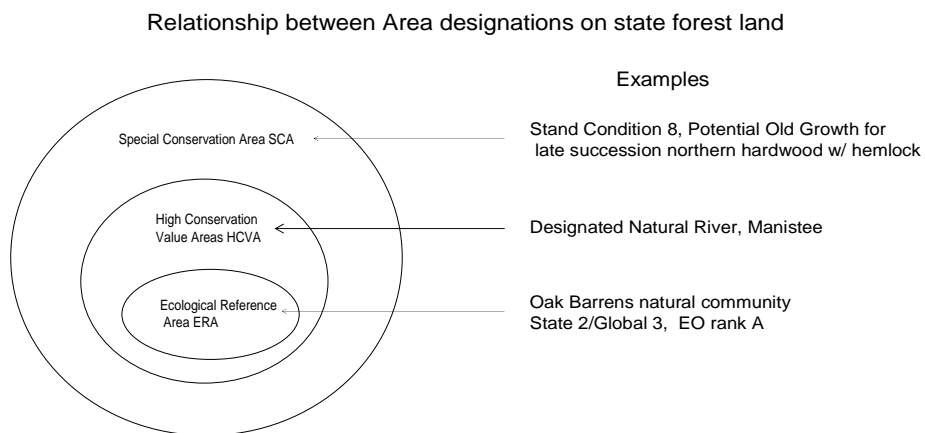 Relationship between Area designations on state forest land
Examples
Special Conservation Area SCA
Stand Condition 8, Potential Old Growth for
late succession northern hardwood w/ hemlock
High Conservation
Value Areas HCVA
Designated Natural River, Manistee
Ecological Reference
Area ERA
Oak Barrens natural community
State 2/Global 3, EO rank A